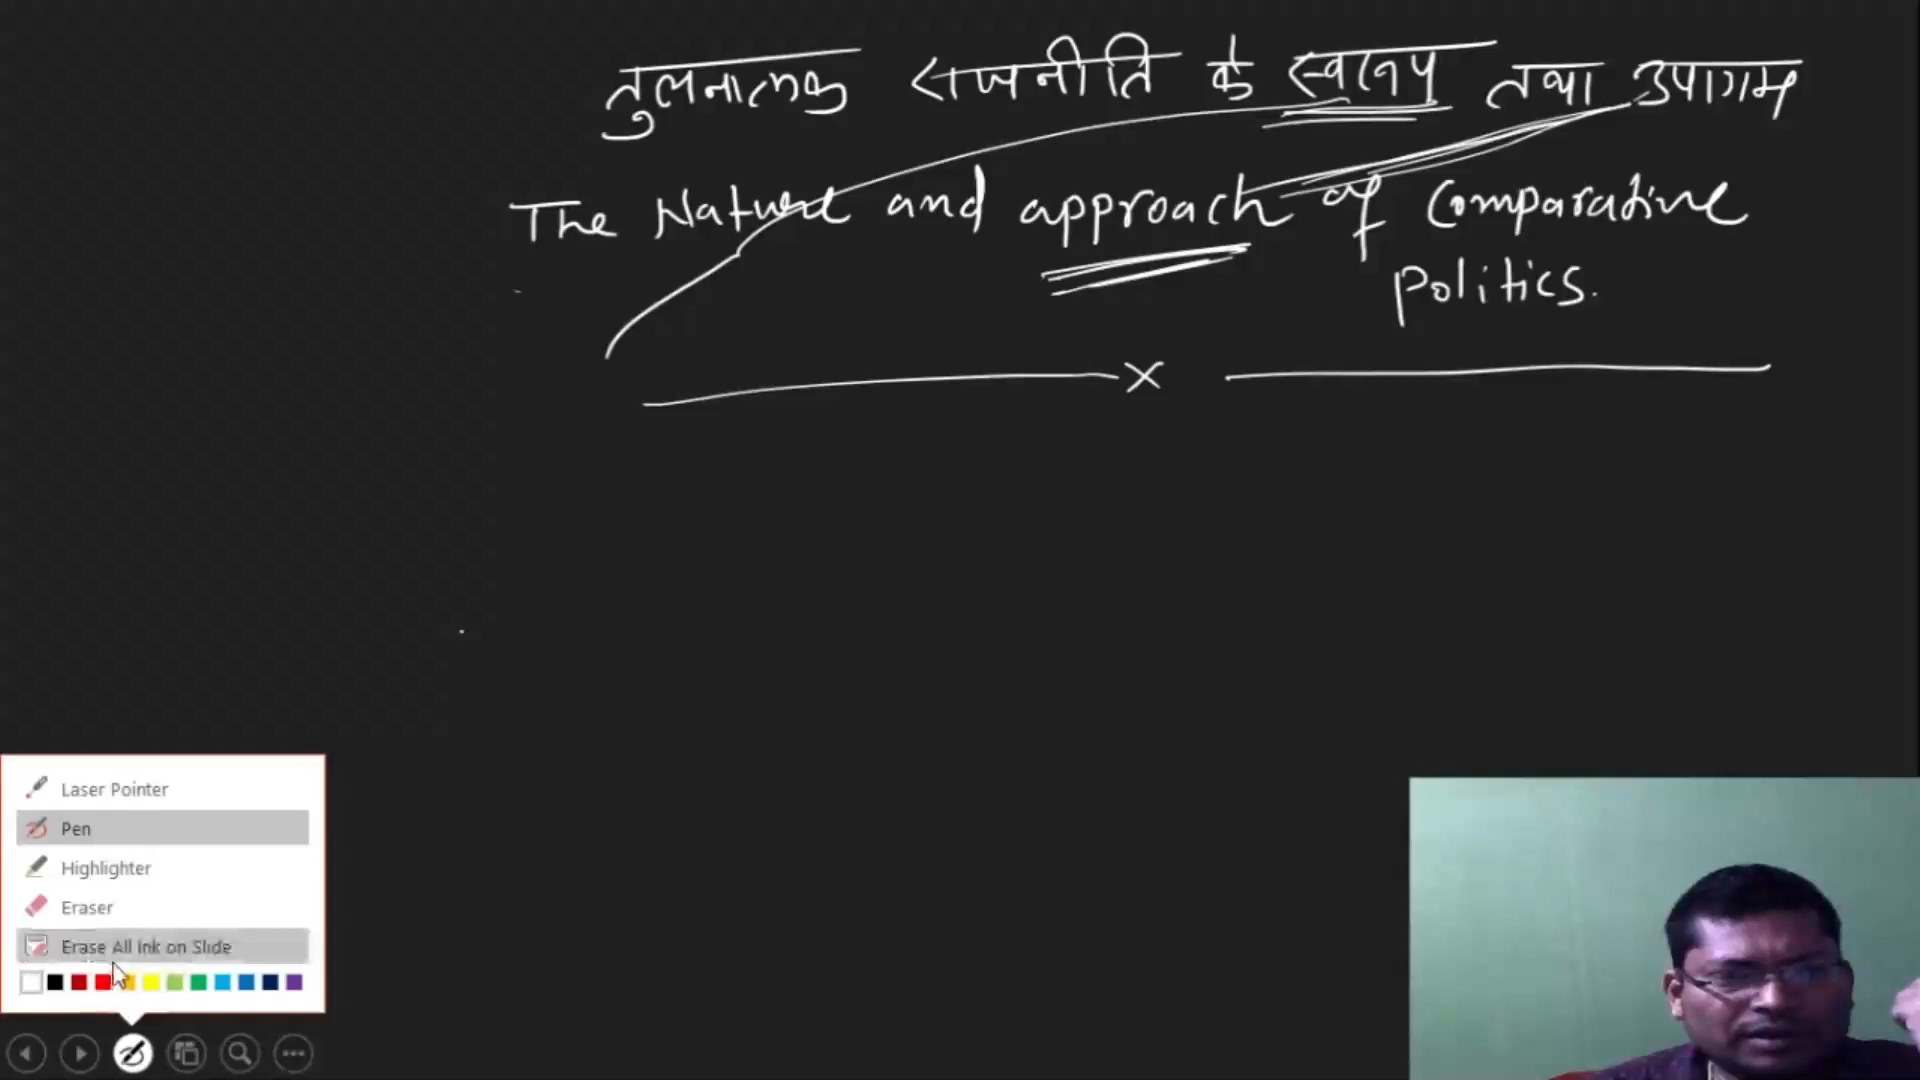 तुलनात्मक राजनीति के स्वरूप तथा उपागम
The Nature and approach of Comparative
Politics.
x
Laser Pointer
Pen
Highlighter
Eraser
Erase All Ink on Slide